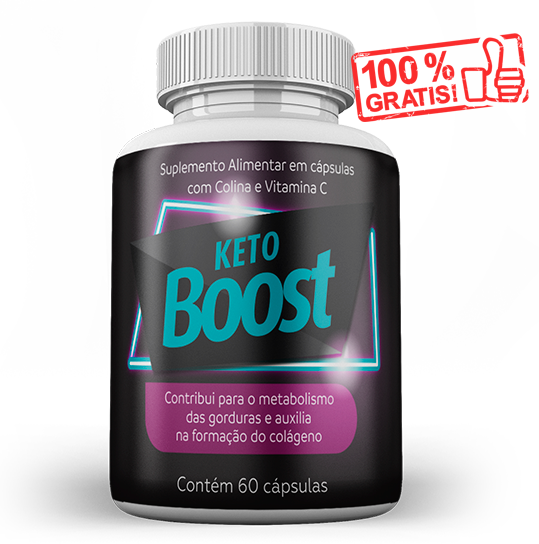 100%
GRATIS!
Suplemento Alimentar em cápsulas
com Colina e Vitamina C
KETO
Boost
Contribui para o metabolismo
das gorduras e auxilia
na formação do colágeno
Contém 60 cápsulas